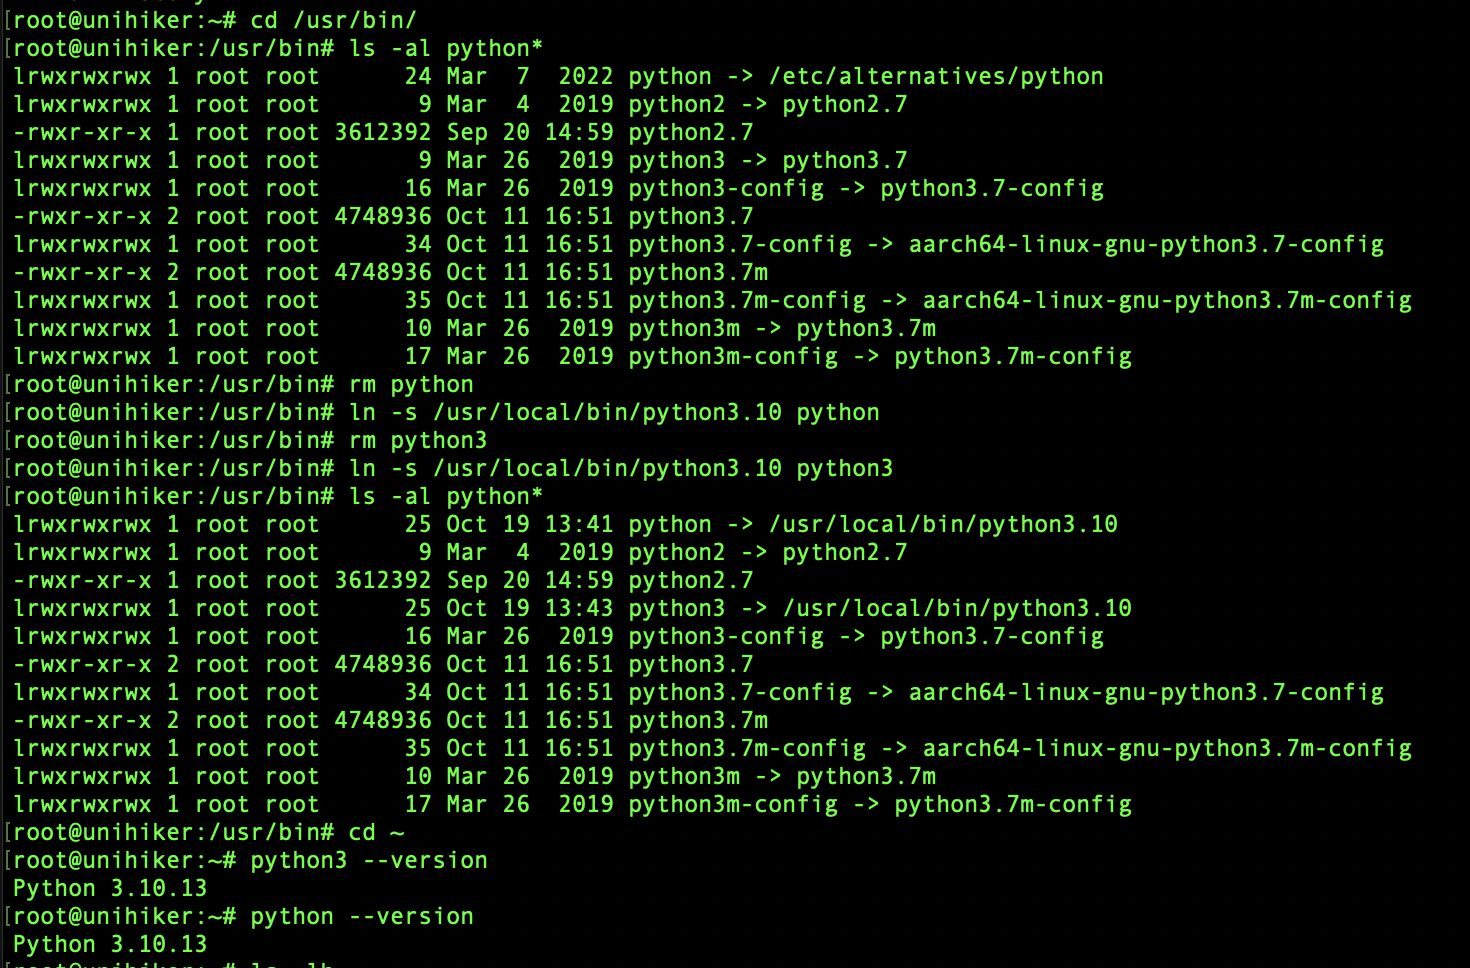 [root@unihiker:~# cd /usr/bin/
[root@unihiker:/usr/bin# ls -al python*
lrwxrwxrwx 1 root root      24 Mar  7  2022 python -> /etc/alternatives/python
lrwxrwxrwx 1 root root       9 Mar  4  2019 python2 -> python2.7
-rwxr-xr-x 1 root root 3612392 Sep 20 14:59 python2.7
lrwxrwxrwx 1 root root       9 Mar 26  2019 python3 -> python3.7
lrwxrwxrwx 1 root root      16 Mar 26  2019 python3-config -> python3.7-config
-rwxr-xr-x 2 root root 4748936 Oct 11 16:51 python3.7
lrwxrwxrwx 1 root root      34 Oct 11 16:51 python3.7-config -> aarch64-linux-gnu-python3.7-config
-rwxr-xr-x 2 root root 4748936 Oct 11 16:51 python3.7m
lrwxrwxrwx 1 root root      35 Oct 11 16:51 python3.7m-config -> aarch64-linux-gnu-python3.7m-config
lrwxrwxrwx 1 root root      10 Mar 26  2019 python3m -> python3.7m
lrwxrwxrwx 1 root root      17 Mar 26  2019 python3m-config -> python3.7m-config
[root@unihiker:/usr/bin# rm python
[root@unihiker:/usr/bin# ln -s /usr/local/bin/python3.10 python
[root@unihiker:/usr/bin# rm python3
[root@unihiker:/usr/bin# ln -s /usr/local/bin/python3.10 python3
[root@unihiker:/usr/bin# ls -al python*
lrwxrwxrwx 1 root root      25 Oct 19 13:41 python -> /usr/local/bin/python3.10
lrwxrwxrwx 1 root root       9 Mar  4  2019 python2 -> python2.7
-rwxr-xr-x 1 root root 3612392 Sep 20 14:59 python2.7
lrwxrwxrwx 1 root root      25 Oct 19 13:43 python3 -> /usr/local/bin/python3.10
lrwxrwxrwx 1 root root      16 Mar 26  2019 python3-config -> python3.7-config
-rwxr-xr-x 2 root root 4748936 Oct 11 16:51 python3.7
lrwxrwxrwx 1 root root      34 Oct 11 16:51 python3.7-config -> aarch64-linux-gnu-python3.7-config
-rwxr-xr-x 2 root root 4748936 Oct 11 16:51 python3.7m
lrwxrwxrwx 1 root root      35 Oct 11 16:51 python3.7m-config -> aarch64-linux-gnu-python3.7m-config
lrwxrwxrwx 1 root root      10 Mar 26  2019 python3m -> python3.7m
lrwxrwxrwx 1 root root      17 Mar 26  2019 python3m-config -> python3.7m-config
[root@unihiker:/usr/bin# cd ~
[root@unihiker:~# python3 --version
Python 3.10.13
[root@unihiker:~# python --version
Python 3.10.13